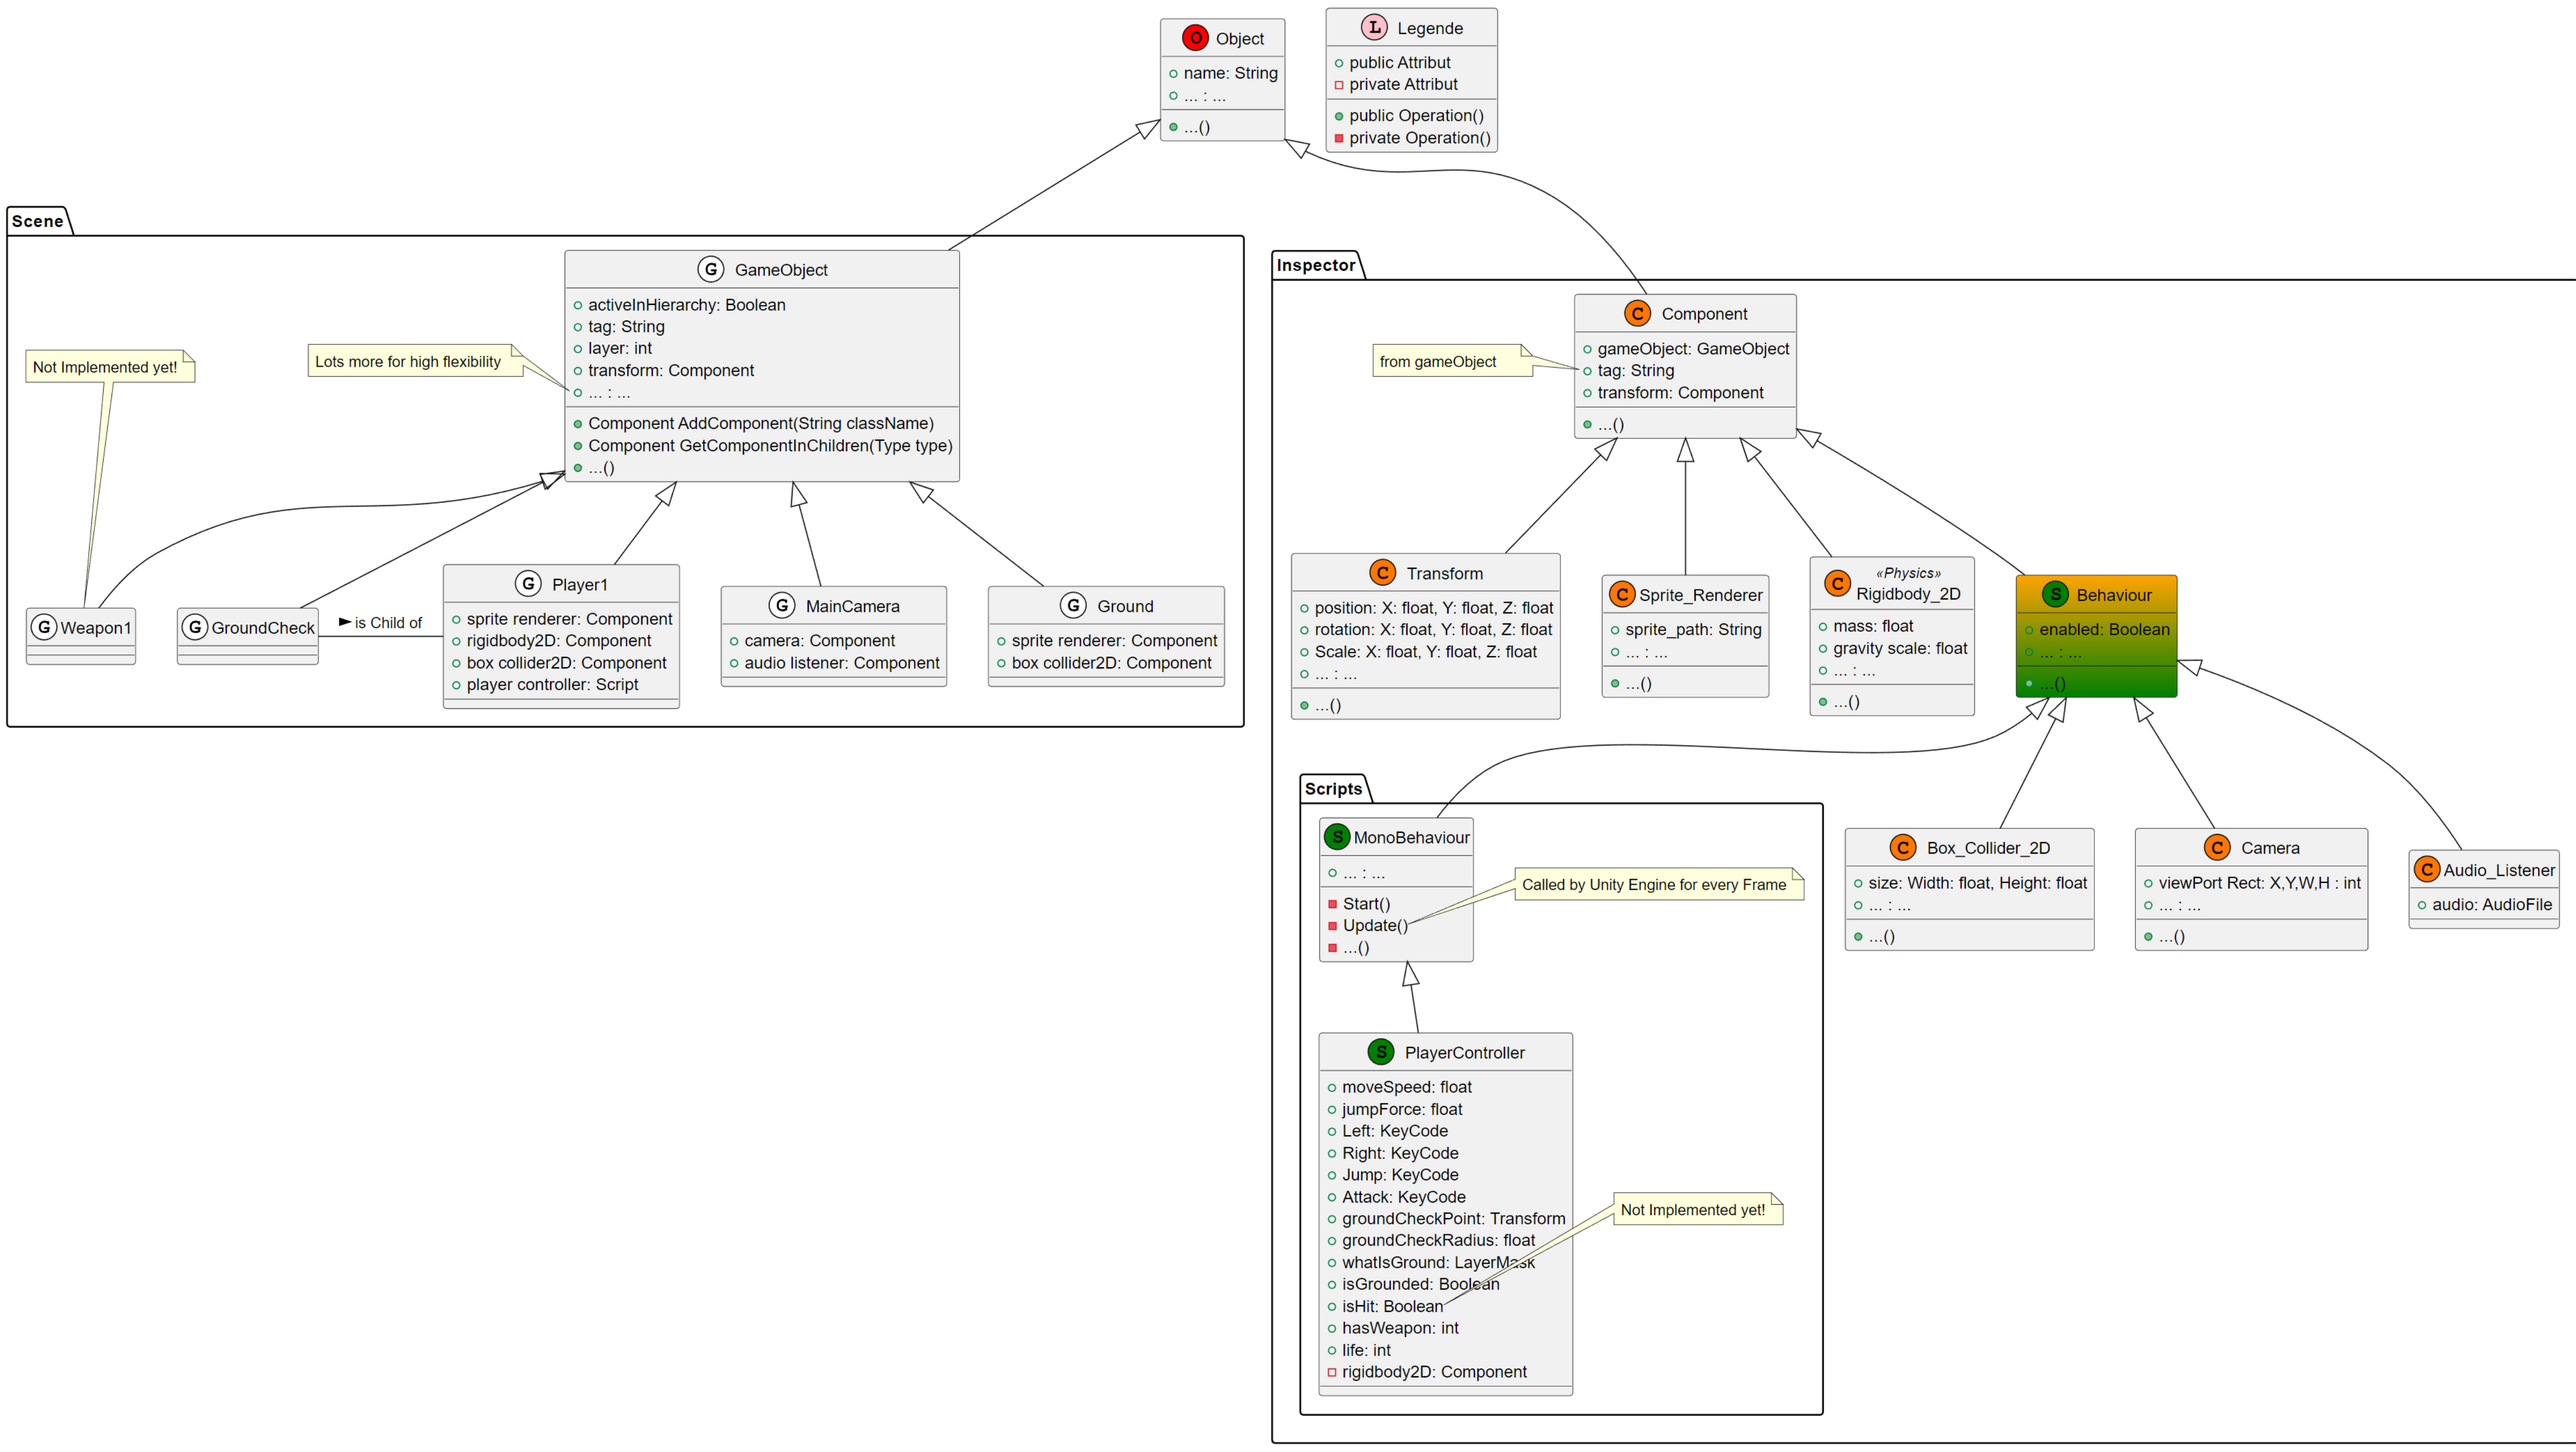 O Object
name: String
... : ...
...()
L Legende
public Attribut
private Attribut
public Operation()
private Operation()
Scene
G GameObject
activeInHierarchy: Boolean
tag: String
layer: int
transform: Component
... : ...
Component AddComponent(String className)
Component GetComponentInChildren(Type type)
...()
Not Implemented yet!
Lots more for high flexibility
G Weapon1
G GroundCheck
is Child of
G Player1
sprite renderer: Component
rigidbody2D: Component
box collider2D: Component
player controller: Script
G MainCamera
camera: Component
audio listener: Component
G Ground
sprite renderer: Component
box collider2D: Component
Inspector
C Component
gameObject: GameObject
tag: String
transform: Component
...()
from gameObject
C Transform
position: X: float, Y: float, Z: float
rotation: X: float, Y: float, Z: float
Scale: X: float, Y: float, Z: float
... : ...
...()
C Sprite_Renderer
sprite_path: String
... : ...
...()
«Physics»
C Rigidbody_2D
mass: float
gravity scale: float
... : ...
...()
S Behaviour
enabled: Boolean
... : ...
...()
Scripts
S MonoBehaviour
... : ...
Start()
Update()
...()
Called by Unity Engine for every Frame
C Box_Collider_2D
size: Width: float, Height: float
... : ...
...()
C Camera
viewPort Rect: X,Y,W,H : int
... : ...
...()
C Audio_Listener
audio: AudioFile
S PlayerController
moveSpeed: float
jumpForce: float
Left: KeyCode
Right: KeyCode
Jump: KeyCode
Attack: KeyCode
groundCheckPoint: Transform
groundCheckRadius: float
whatIsGround: LayerMask
isGrounded: Boolean
isHit: Boolean
hasWeapon: int
life: int
rigidbody2D: Component
Not Implemented yet!